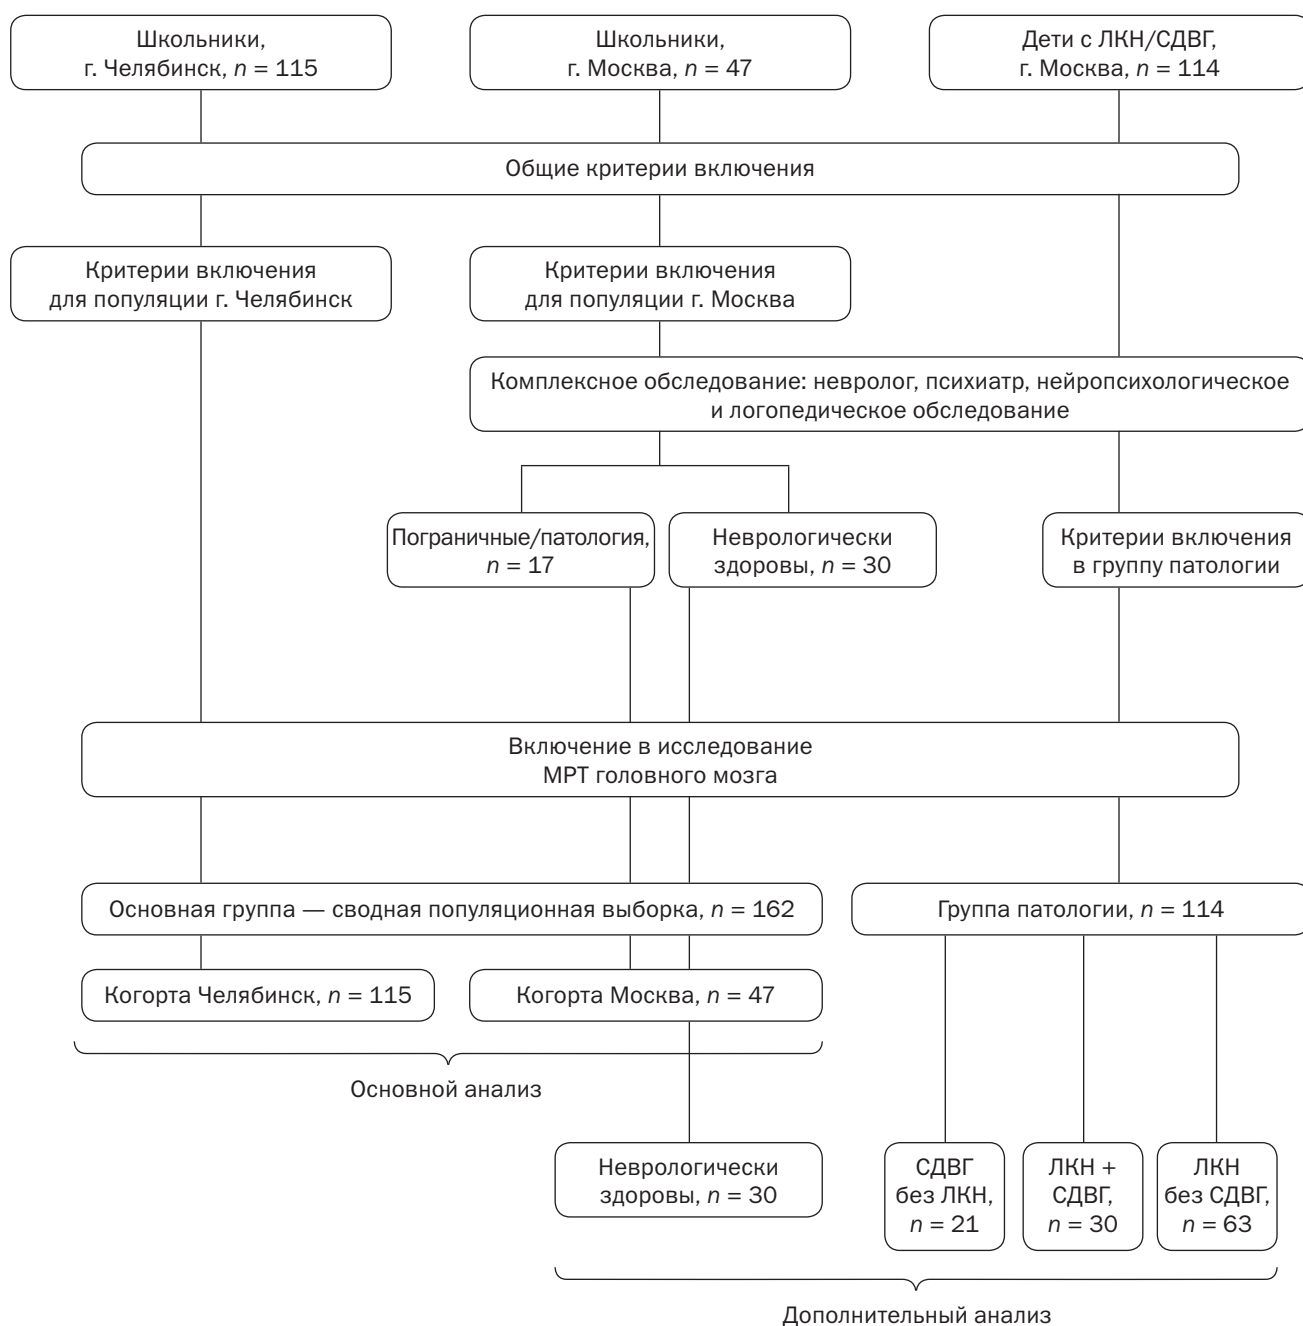 Школьники,
г. Челябинск, n = 115
Школьники,
г. Москва, n = 47
Дети с ЛКН/СДВГ,
г. Москва, n = 114
Общие критерии включения
Критерии включения
для популяции г. Челябинск
Критерии включения
для популяции г. Москва
Комплексное обследование: невролог, психиатр, нейропсихологическое
и логопедическое обследование
Пограничные/патология,
n = 17
Неврологически
здоровы, n = 30
Критерии включения
в группу патологии
Включение в исследование
МРТ головного мозга
Основная группа — сводная популяционная выборка, n = 162
Группа патологии, n = 114
Когорта Челябинск, n = 115
Когорта Москва, n = 47
Основной анализ
Неврологически
здоровы, n = 30
СДВГ
без ЛКН,
n = 21
ЛКН +
СДВГ,
n = 30
ЛКН
без СДВГ,
n = 63
Дополнительный анализ